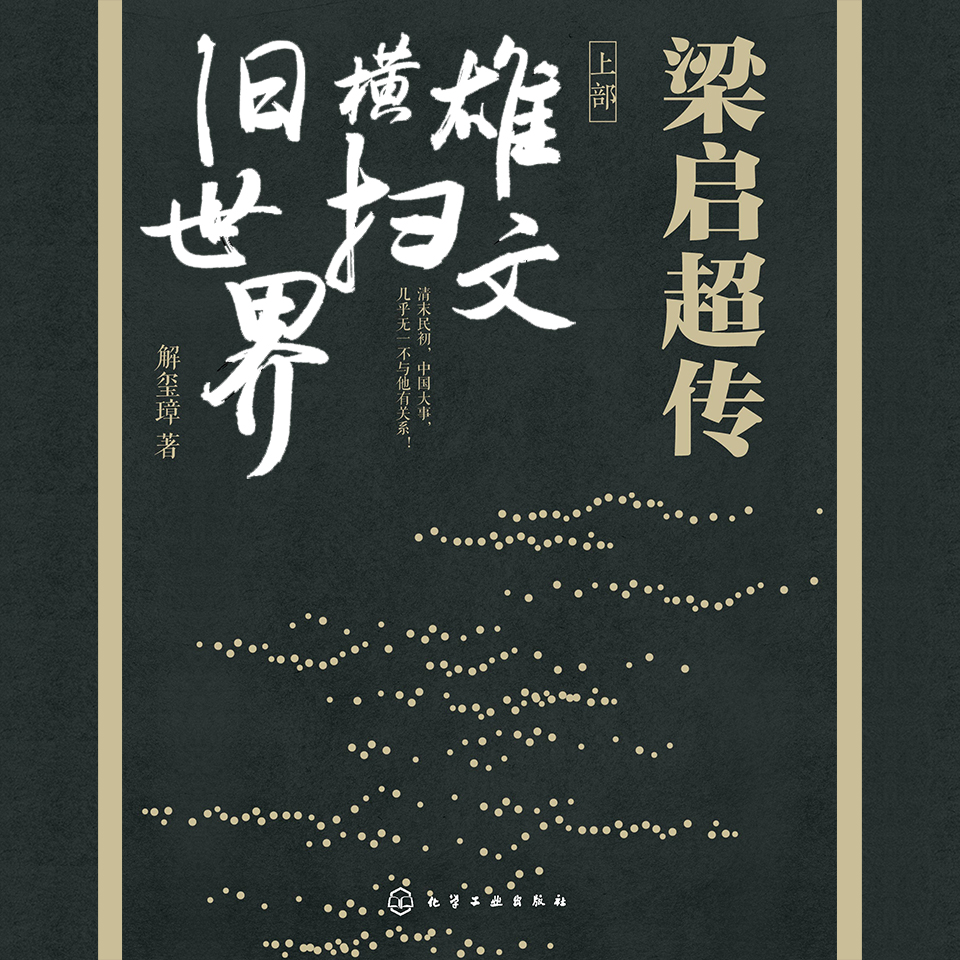 梁启超传
上部
雄文
横扫
旧世界
清末民初，中国大事，
几乎无一不与他有关系！
解玺璋 著
化学工业出版社